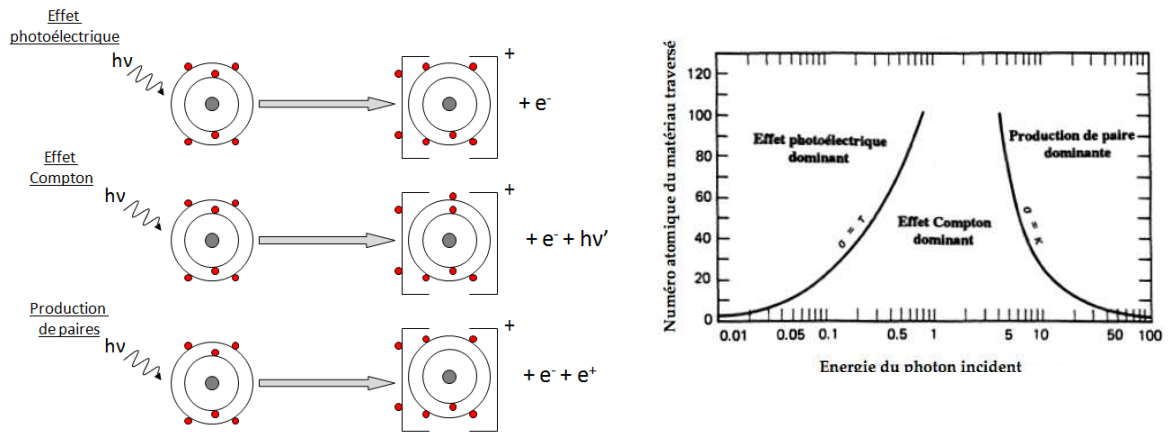 Effet
photoélectrique
hν
+
+ e-
Effet
Compton
hν
+
+ e- + hν’
Production
de paires
hν
+
+ e- + e+
Numéro atomique du matériau traversé
120
100
80
60
40
20
0
Effet photoélectrique
dominant
Production de paire
dominante
Effet Compton
dominant
σ = τ
σ = κ
0.01 0.05 0.1 0.5 1 5 10 50 100
Energie du photon incident